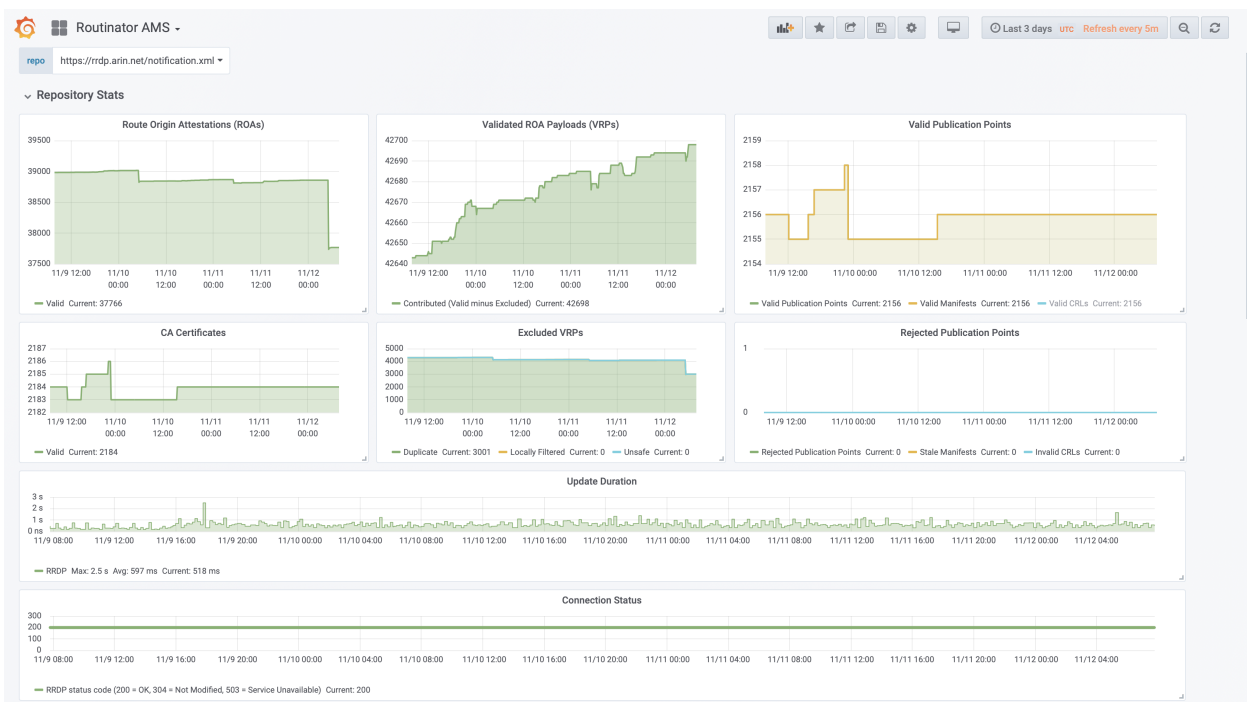 Routinator AMS
Last 3 days UTC Refresh every 5m
repo https://rrdp.arin.net/notification.xml
Repository Stats
Route Origin Attestations (ROAs)
39500
39000
38500
38000
37500
11/9 12:00 11/10 00:00 11/10 12:00 11/11 00:00 11/11 12:00 11/12 00:00
Valid Current: 37766
Validated ROA Payloads (VRPs)
42700
42690
42680
42670
42660
42650
42640
11/9 12:00 11/10 00:00 11/10 12:00 11/11 00:00 11/11 12:00 11/12 00:00
Contributed (Valid minus Excluded) Current: 42698
Valid Publication Points
2159
2158
2157
2156
2155
2154
11/9 12:00 11/10 00:00 11/10 12:00 11/11 00:00 11/11 12:00 11/12 00:00
Valid Publication Points Current: 2156 Valid Manifests Current: 2156 Valid CRLs Current: 2156
CA Certificates
2187
2186
2185
2184
2183
2182
11/9 12:00 11/10 00:00 11/10 12:00 11/11 00:00 11/11 12:00 11/12 00:00
Valid Current: 2184
Excluded VRPs
5000
4000
3000
2000
1000
0
11/9 12:00 11/10 00:00 11/10 12:00 11/11 00:00 11/11 12:00 11/12 00:00
Duplicate Current: 3001 Locally Filtered Current: 0 Unsafe Current: 0
Rejected Publication Points
1
0
11/9 12:00 11/10 00:00 11/10 12:00 11/11 00:00 11/11 12:00 11/12 00:00
Rejected Publication Points Current: 0 Stale Manifests Current: 0 Invalid CRLs Current: 0
Update Duration
3 s
2 s
1 s
0 ns
11/9 08:00 11/9 12:00 11/9 16:00 11/9 20:00 11/10 00:00 11/10 04:00 11/10 08:00 11/10 12:00 11/10 16:00 11/10 20:00 11/11 00:00 11/11 04:00 11/11 08:00 11/11 12:00 11/11 16:00 11/11 20:00 11/12 00:00 11/12 04:00
RRDP Max: 2.5 s Avg: 597 ms Current: 518 ms
Connection Status
300
200
100
0
11/9 08:00 11/9 12:00 11/9 16:00 11/9 20:00 11/10 00:00 11/10 04:00 11/10 08:00 11/10 12:00 11/10 16:00 11/10 20:00 11/11 00:00 11/11 04:00 11/11 08:00 11/11 12:00 11/11 16:00 11/11 20:00 11/12 00:00 11/12 04:00
RRDP status code (200 = OK, 304 = Not Modified, 503 = Service Unavailable) Current: 200